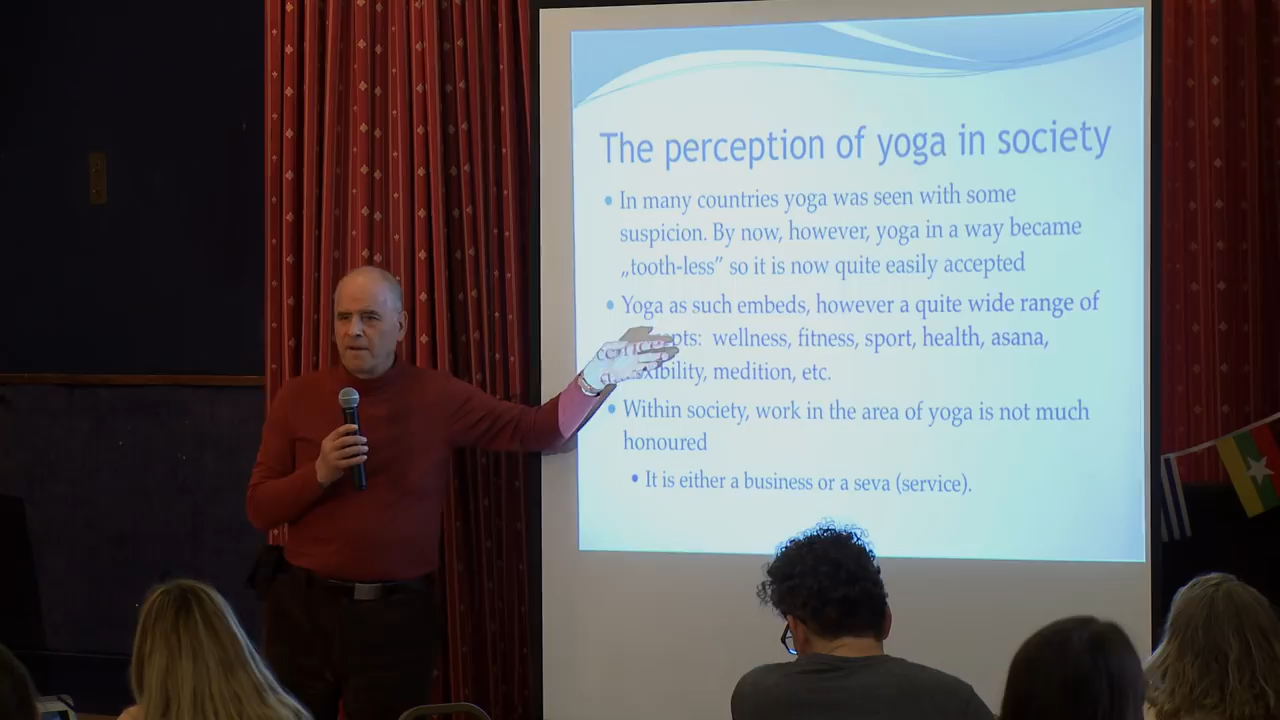 The perception of yoga in society
• In many countries yoga was seen with some
suspicion. By now, however, yoga in a way became
„tooth-less” so it is now quite easily accepted
• Yoga as such embeds, however a quite wide range of
wellness, fitness, sport, health, asana,
medition, etc.
• Within society, work in the area of yoga is not much
honoured
• It is either a business or a seva (service).